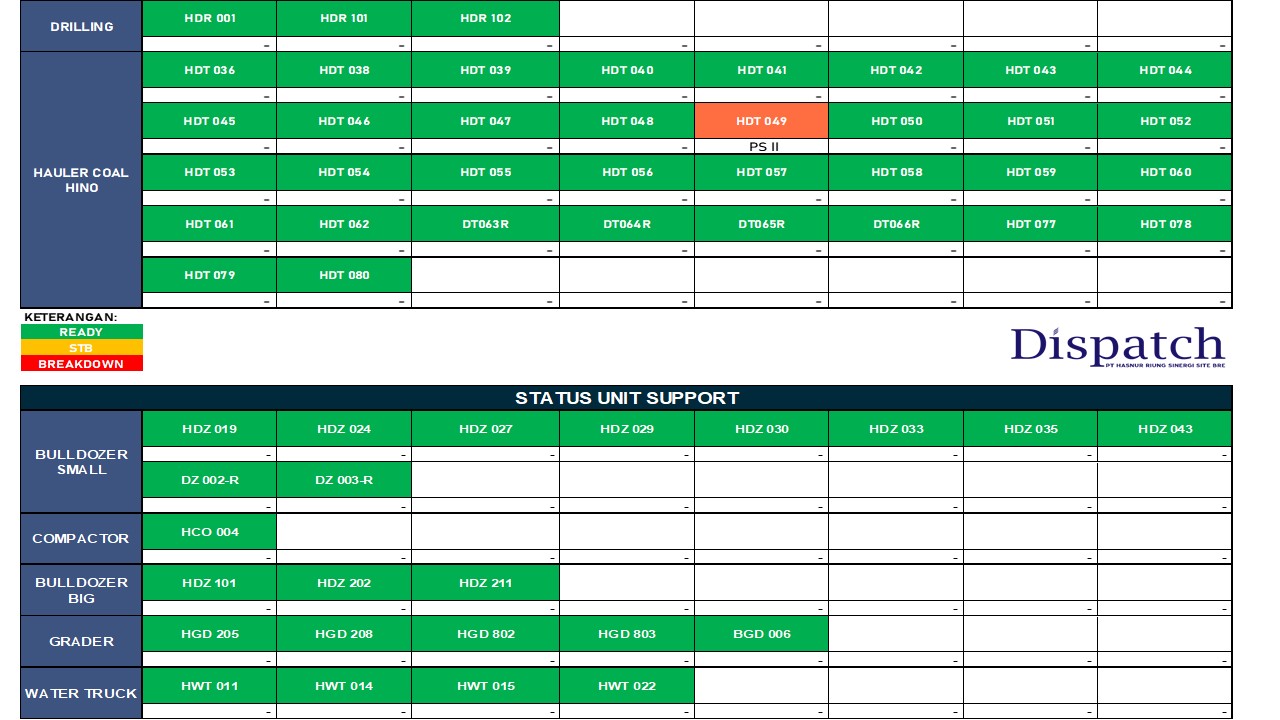 DRILLING
HDR 001 HDR 101 HDR 102
- - - - - - - -
HAULER COAL
HINO
HDT 036 HDT 038 HDT 039 HDT 040 HDT 041 HDT 042 HDT 043 HDT 044
- - - - - - - -
HDT 045 HDT 046 HDT 047 HDT 048 HDT 049 HDT 050 HDT 051 HDT 052
- - - - PS II - - -
HDT 053 HDT 054 HDT 055 HDT 056 HDT 057 HDT 058 HDT 059 HDT 060
- - - - - - - -
HDT 061 HDT 062 DT063R DT064R DT065R DT066R HDT 077 HDT 078
- - - - - - - -
HDT 079 HDT 080
- - - - - - - -
KETERANGAN:
READY
STB
BREAKDOWN
Dispatch
PT HASNUR RIUNG SINERGI SITE BRE
STATUS UNIT SUPPORT
BULLDOZER
SMALL
HDZ 019 HDZ 024 HDZ 027 HDZ 029 HDZ 030 HDZ 033 HDZ 035 HDZ 043
- - - - - - - -
DZ 002-R DZ 003-R
- - - - - - - -
COMPACTOR
HCO 004
- - - - - - - -
BULLDOZER
BIG
HDZ 101 HDZ 202 HDZ 211
- - - - - - - -
GRADER
HGD 205 HGD 208 HGD 802 HGD 803 BGD 006
- - - - - - - -
WATER TRUCK
HWT 011 HWT 014 HWT 015 HWT 022
- - - - - - - -